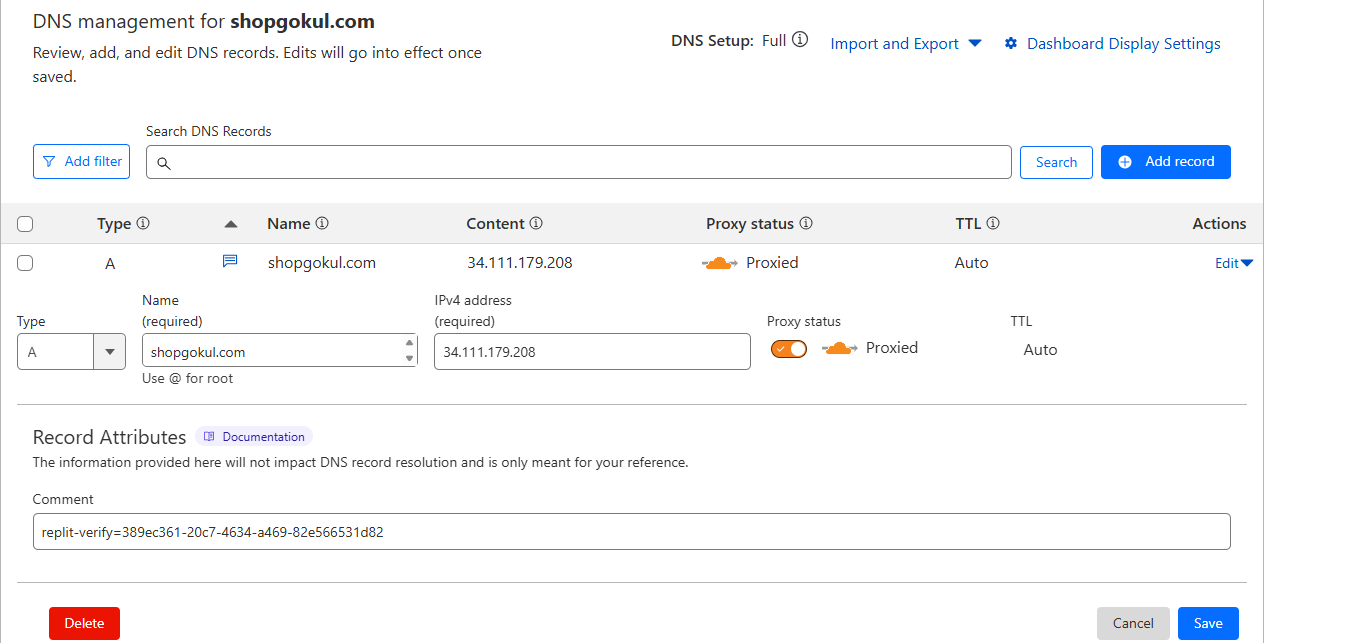 DNS management for shopgokul.com
Review, add, and edit DNS records. Edits will go into effect once
saved.
DNS Setup: Full
Import and Export
Dashboard Display Settings
Search DNS Records
Add filter
Search
Add record
Type Name Content Proxy status TTL Actions
A shopgokul.com 34.111.179.208 Proxied Auto Edit
Type
A
Name
(required)
shopgokul.com
Use @ for root
IPv4 address
(required)
34.111.179.208
Proxy status
Proxied
TTL
Auto
Record Attributes
Documentation
The information provided here will not impact DNS record resolution and is only meant for your reference.
Comment
replit-verify=389ec361-20c7-4634-a469-82e566531d82
Delete
Cancel
Save